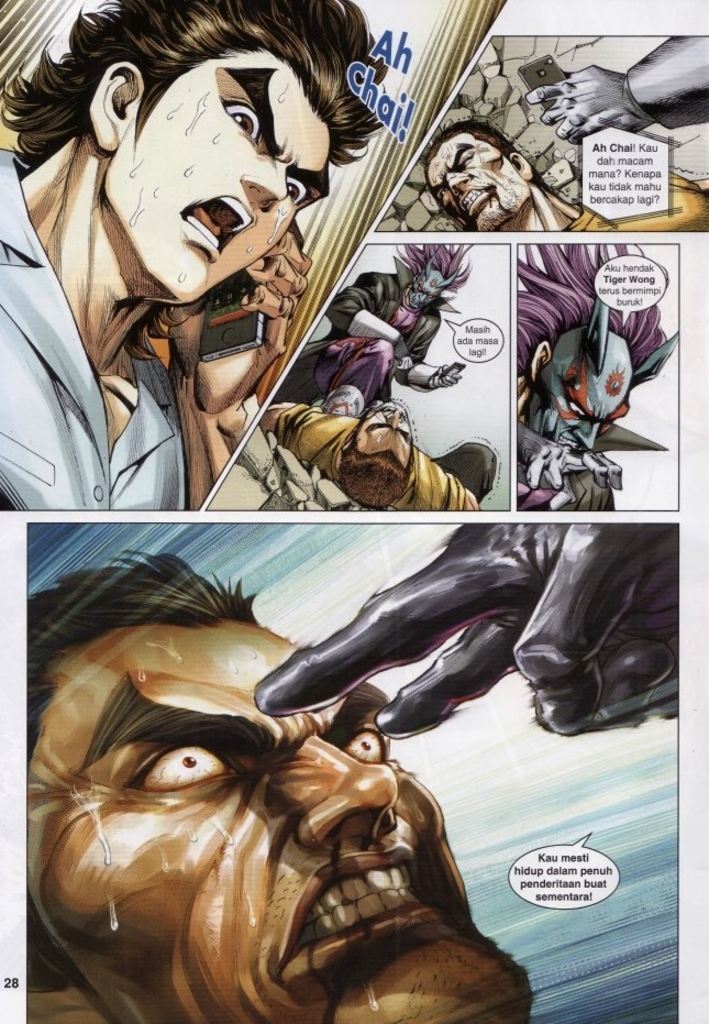 Ah
Chai!
Ah Chai! Kau
dah macam
mana? Kenapa
kau tidak mahu
bercakap lagi?
Masih
ada masa
lagi!
Aku hendak
Tiger Wong
terus bermimpi
buruk!
Kau mesti
hidup dalam penuh
penderitaan buat
sementara!
28